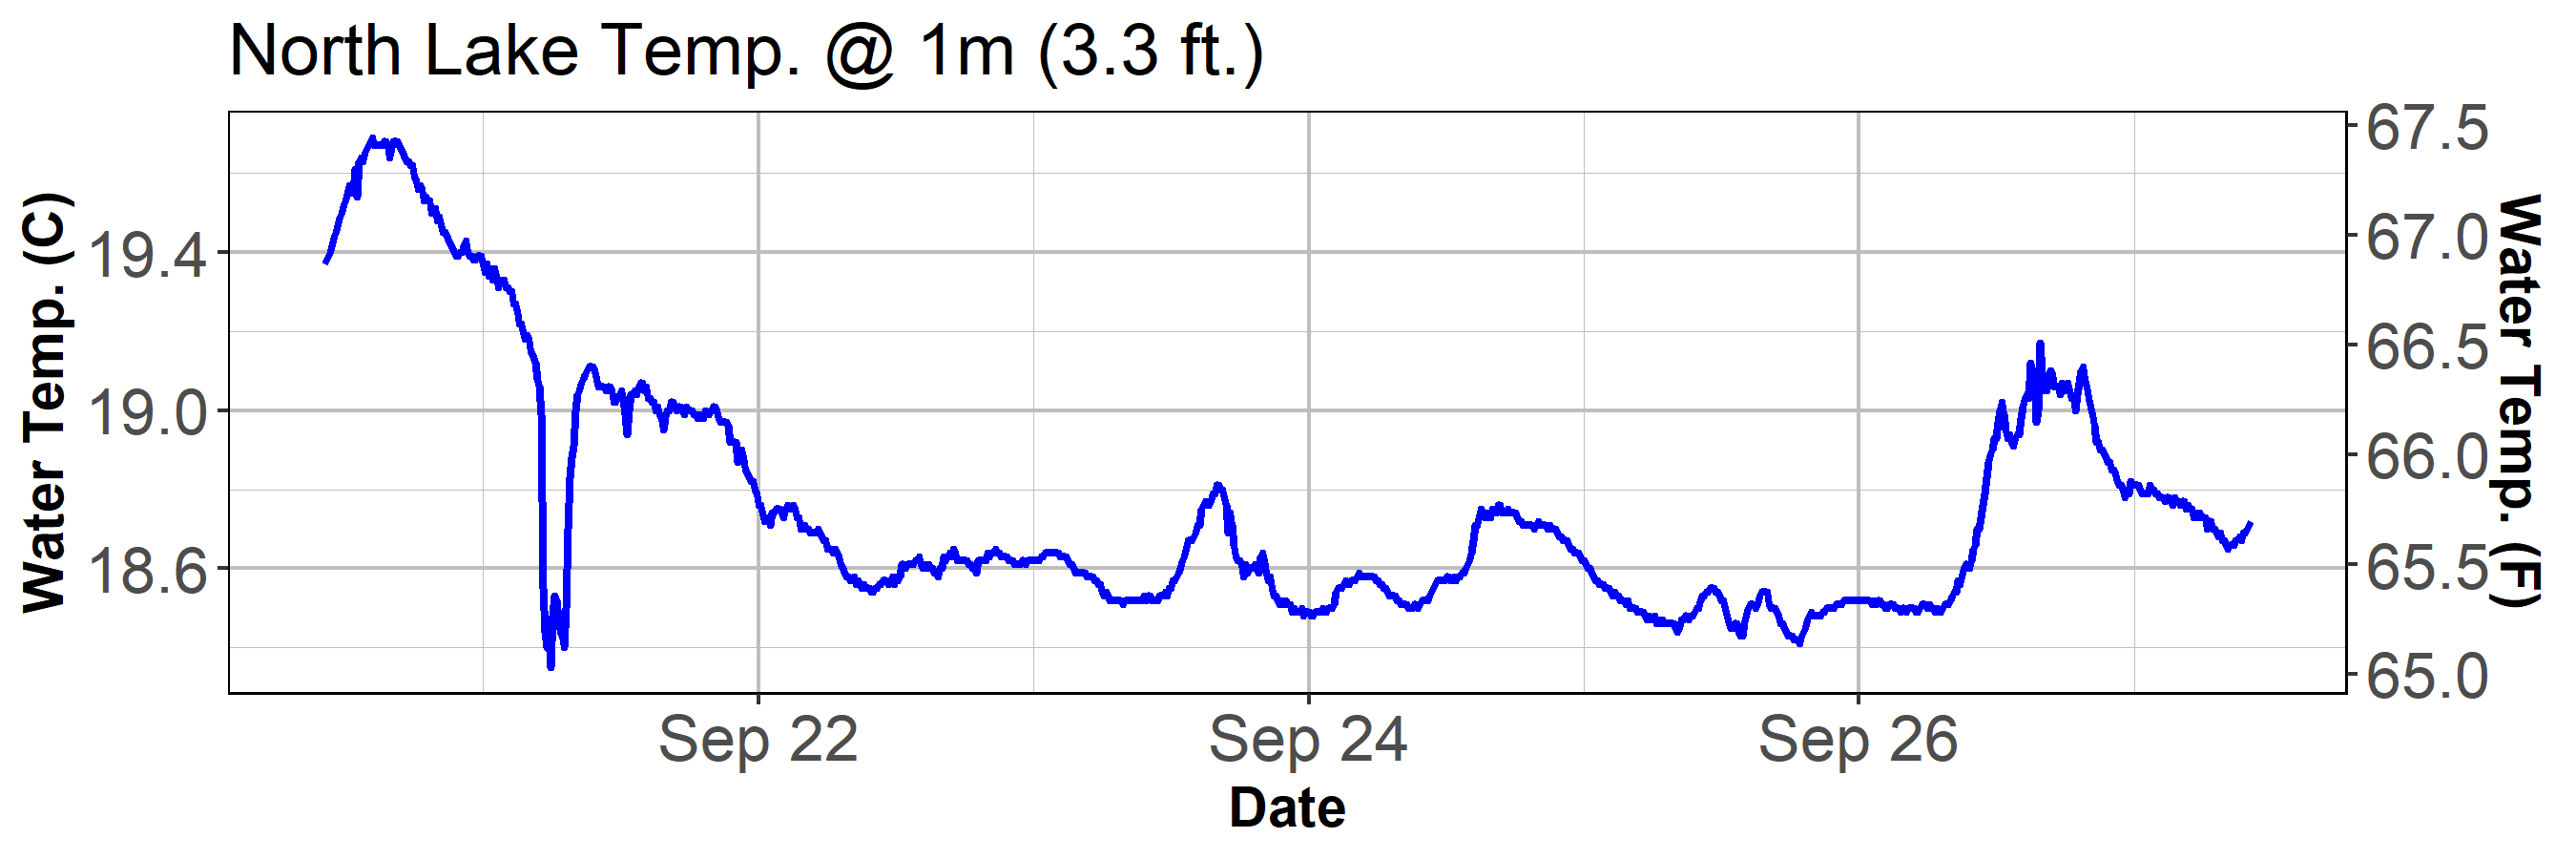 North Lake Temp. @ 1m (3.3 ft.)
Water Temp. (C)
19.4
19.0
18.6
67.5
67.0
66.5
66.0
65.5
65.0
Water Temp. (F)
Sep 22
Sep 24
Sep 26
Date